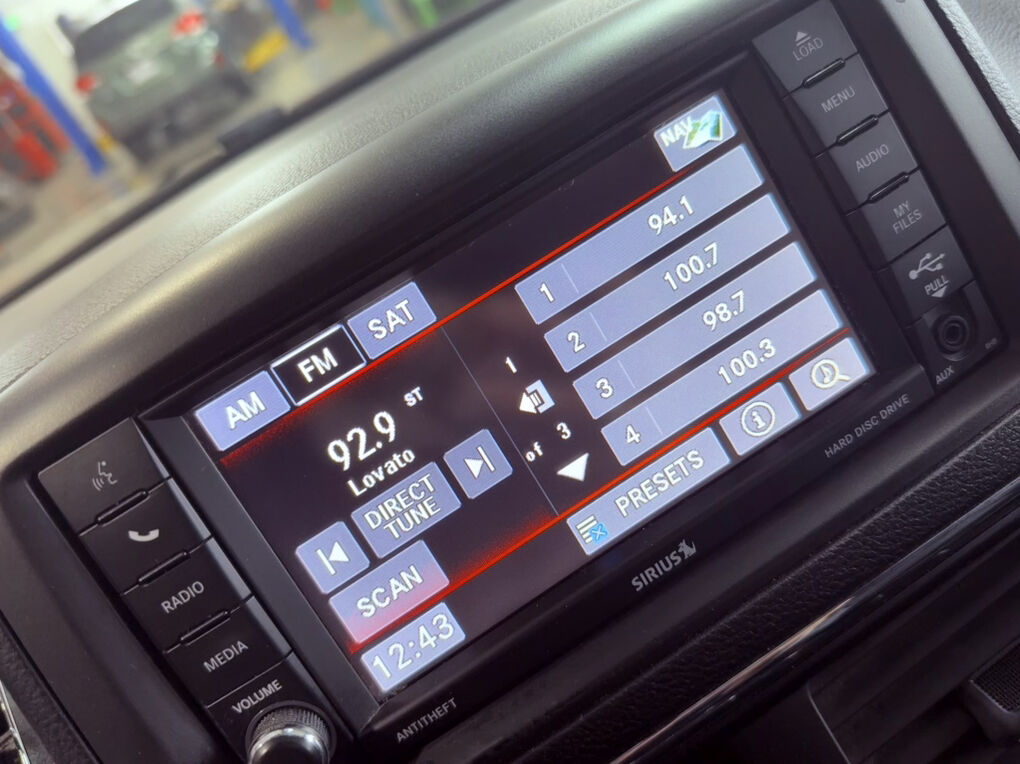 LOAD
MENU
AUDIO
MY
FILES
PULL
AUX
NAV
AM
FM
SAT
92.9 ST
Lovato
DIRECT
TUNE
SCAN
12:43
1
of 3
1 94.1
2 100.7
3 98.7
4 100.3
PRESETS
RADIO
MEDIA
VOLUME
ANTITHEFT
SIRIUS
HARD DISC DRIVE